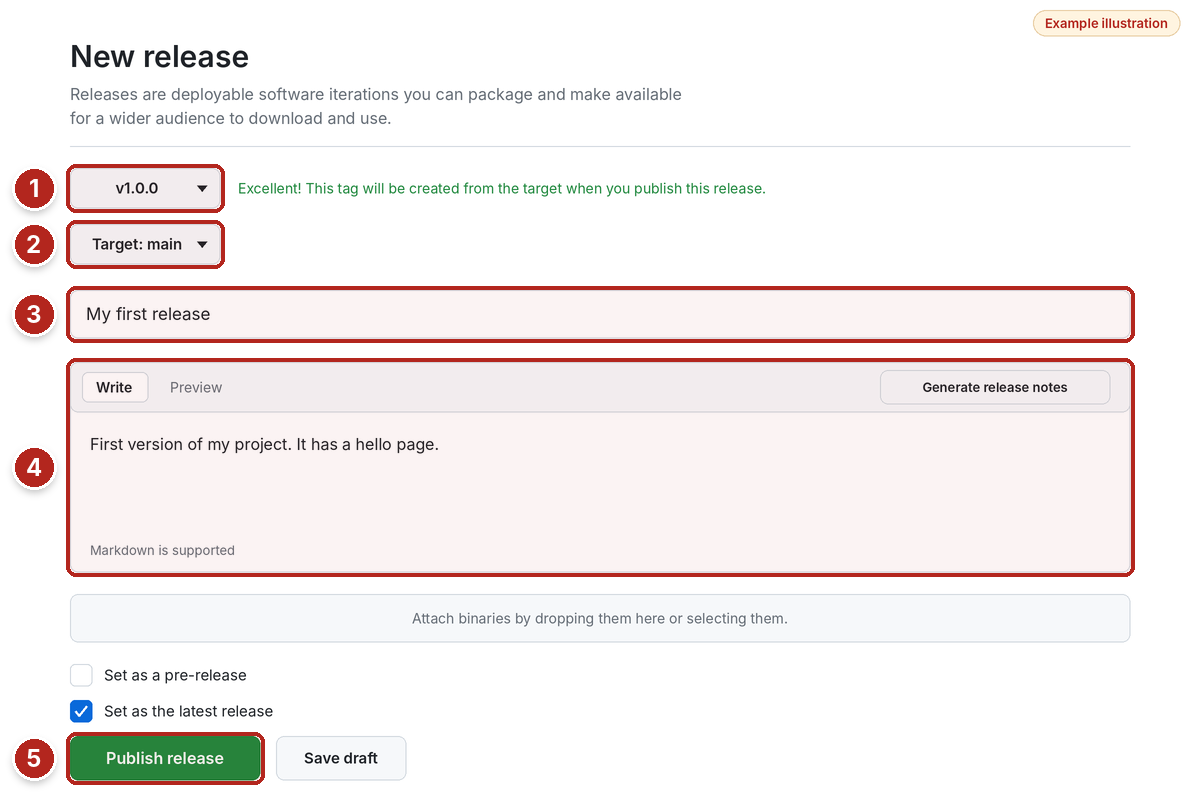 Example illustration
New release
Releases are deployable software iterations you can package and make available
for a wider audience to download and use.
1
v1.0.0
Excellent! This tag will be created from the target when you publish this release.
2
Target: main
3
My first release
Write
Preview
Generate release notes
4
First version of my project. It has a hello page.
Markdown is supported
Attach binaries by dropping them here or selecting them.
Set as a pre-release
Set as the latest release
5
Publish release
Save draft